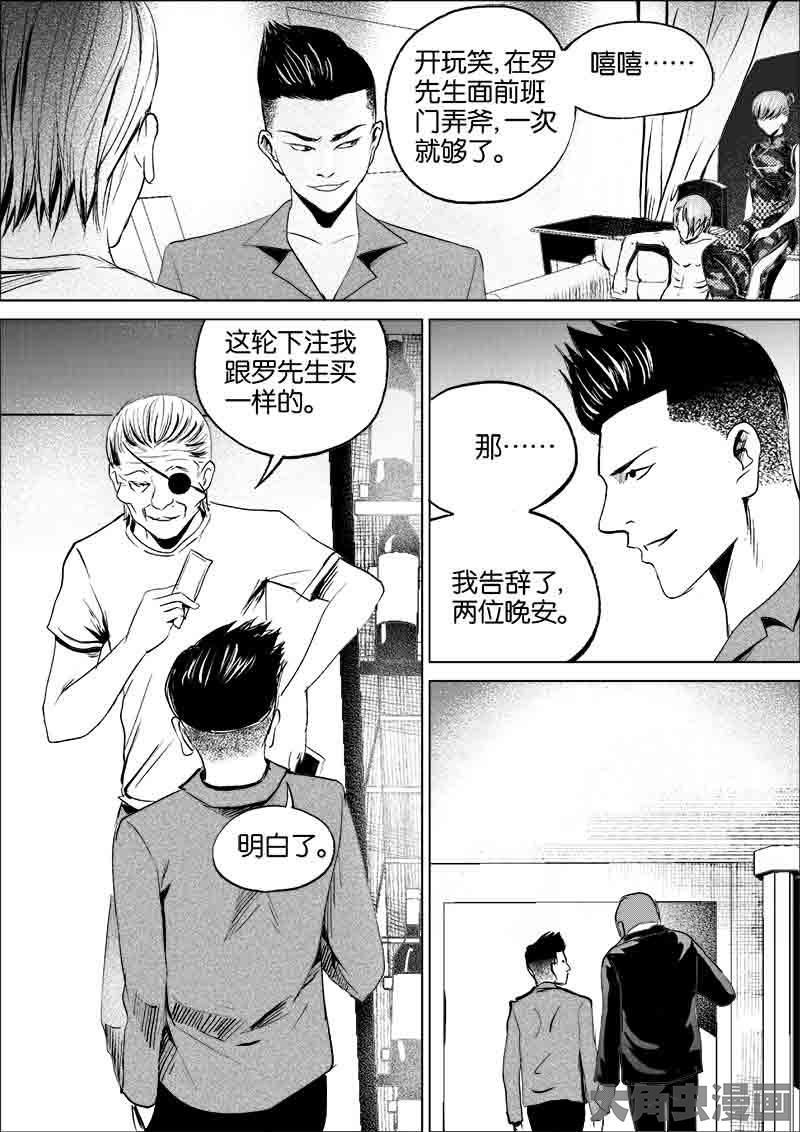 开玩笑，在罗
先生面前班
门弄斧，一次
就够了。
嘻嘻……
这轮下注我
跟罗先生买
一样的。
明白了。
那……
我告辞了，
两位晚安。
大角虫漫画